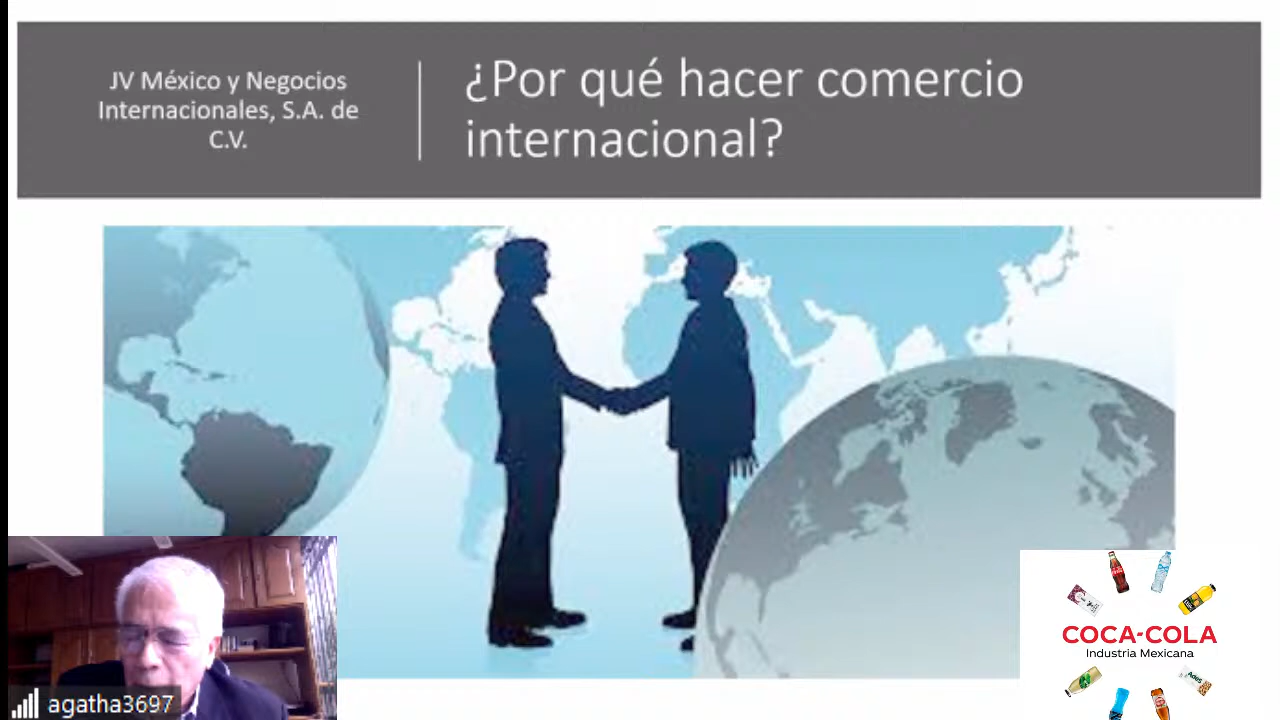 JV México y Negocios
Internacionales, S.A. de
C.V.
¿Por qué hacer comercio
internacional?
agatha3697
COCA-COLA
Industria Mexicana